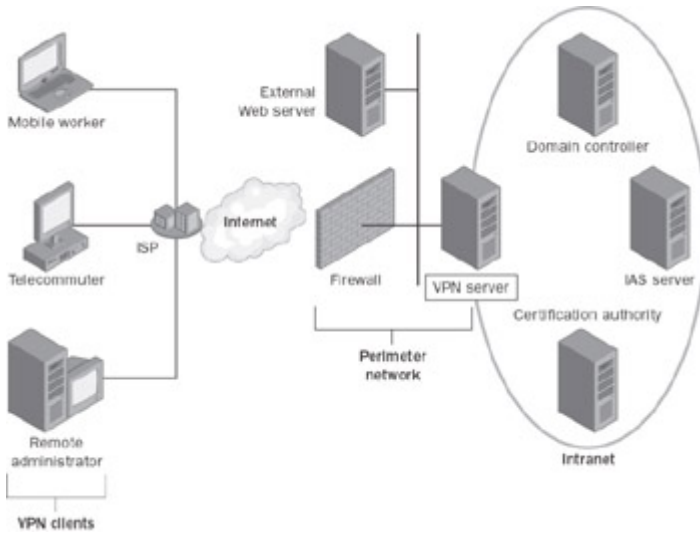 Mobile worker
Telecommuter
Remote
administrator
VPN clients
ISP
Internet
External
Web server
Firewall
Perimeter
network
VPN server
Domain controller
IAS server
Certification authority
Intranet